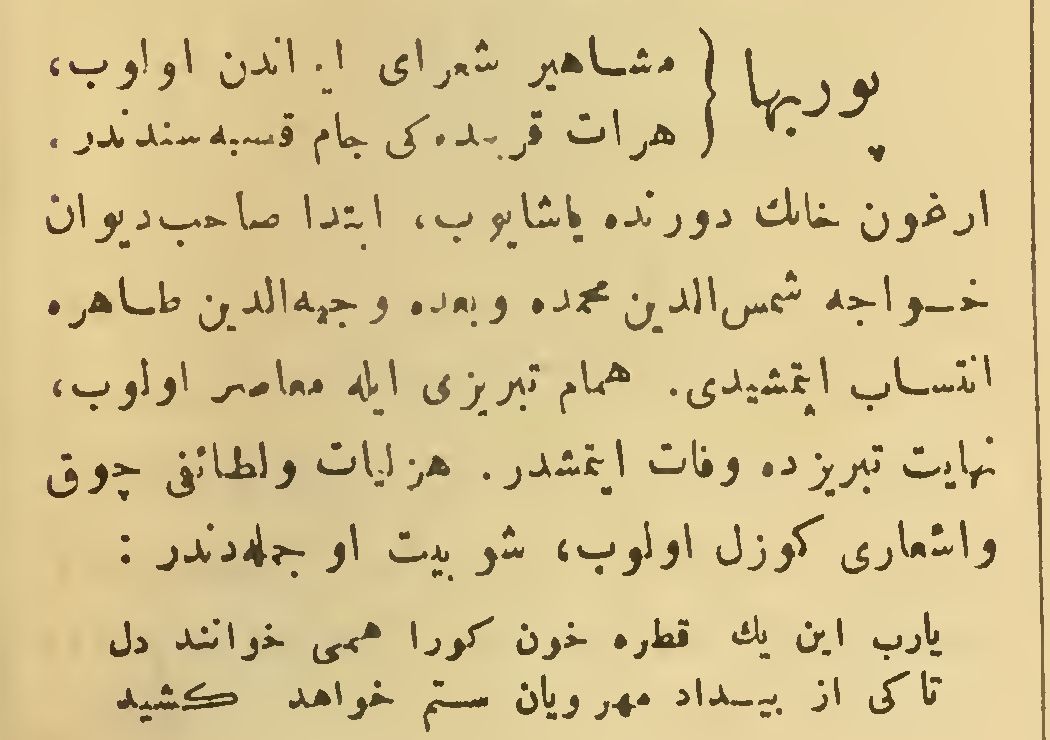 پوربها { مشاهیر شعرای ایراندن اولوب،
هرات قربنده‌کی جام قصبه‌سندندر.
ارغون خانك دورنده یاشایوب، ابتدا صاحب‌دیوان
خـواجه شمس‌الدین محمده وبعده وجیه‌الدین طـاهره
انتسـاب ایتمشیدی. همام تبریزی ایله معاصر اولوب،
نهایت تبریزده وفات ایتمشدر. هزلیات ولطائفی چوق
واشعاری کوزل اولوب، شو بیت او جمله‌دندر :
یارب این یك قطره خون کورا همی خوانند دل
تاکی از بیـداد مهرویان ستم خواهد کشید